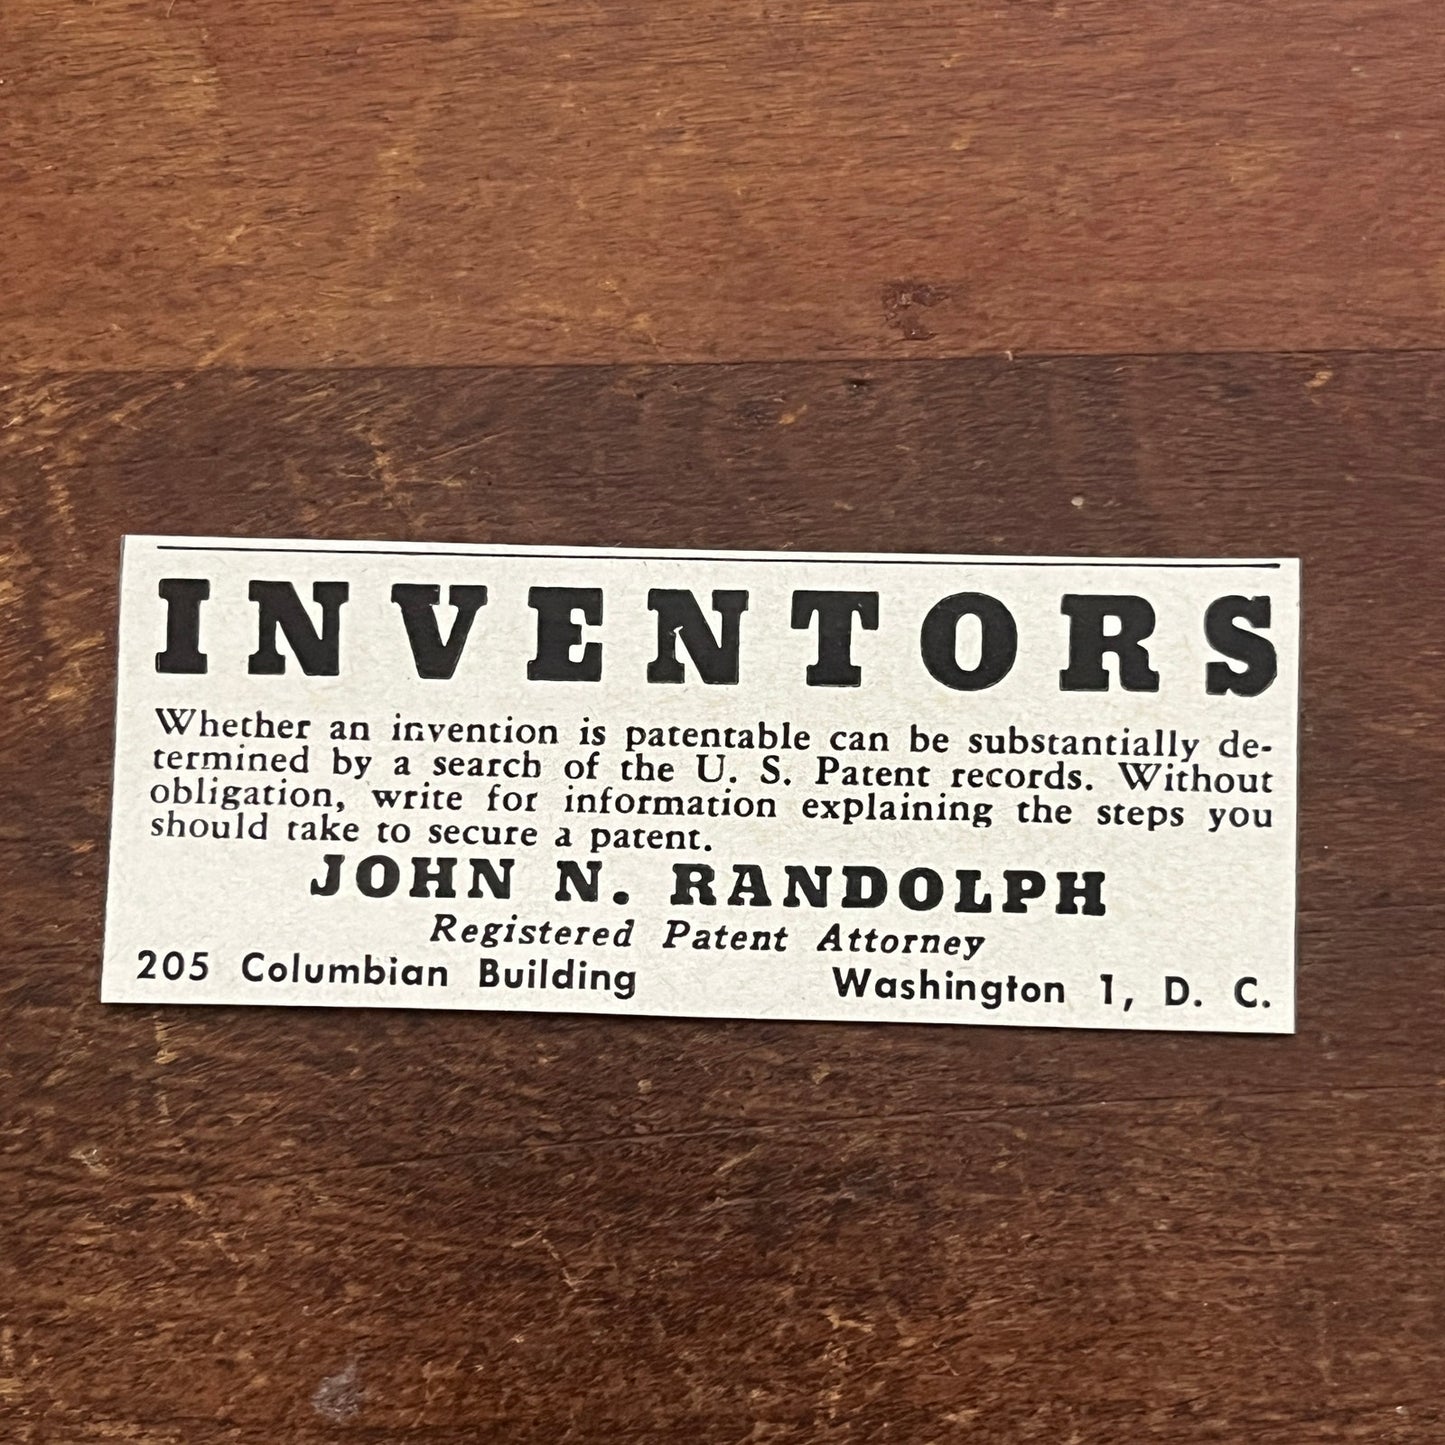 INVENTORS
Whether an invention is patentable can be substantially de-
termined by a search of the U. S. Patent records. Without
obligation, write for information explaining the steps you
should take to secure a patent.
JOHN N. RANDOLPH
Registered Patent Attorney
205 Columbian Building Washington 1, D. C.